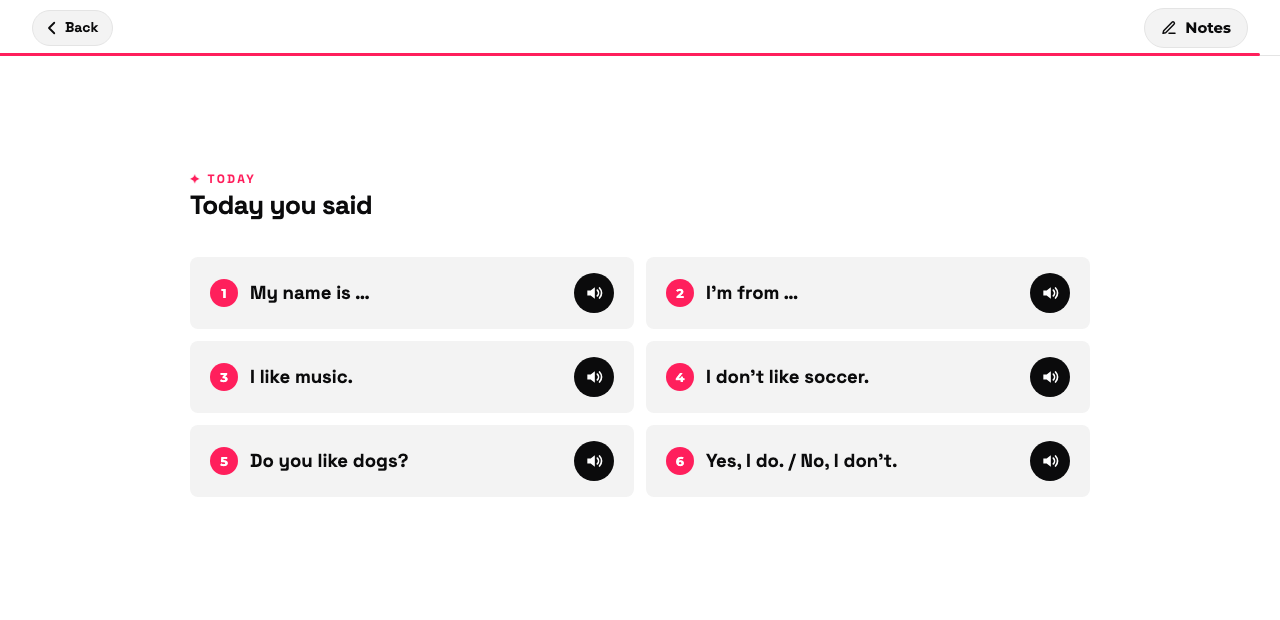 Back
Notes
TODAY
Today you said
1 My name is ...
2 I'm from ...
3 I like music.
4 I don't like soccer.
5 Do you like dogs?
6 Yes, I do. / No, I don't.